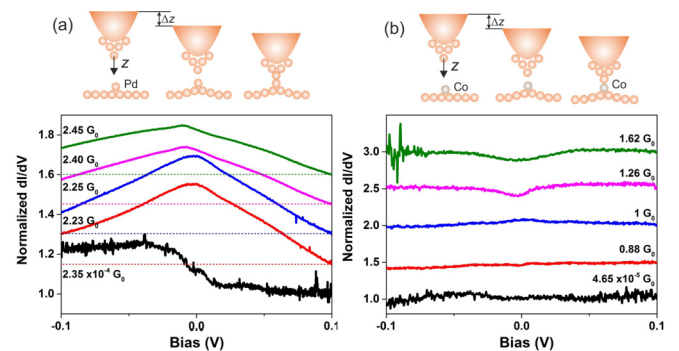 (a)
Δz
z
Pd
Normalized dI/dV
1.8
1.6
1.4
1.2
1.0
2.45 G₀
2.40 G₀
2.25 G₀
2.23 G₀
2.35 x10⁻⁴ G₀
-0.1
0.0
0.1
Bias (V)
(b)
Δz
z
Co
Co
Normalized dI/dV
3.0
2.5
2.0
1.5
1.0
1.62 G₀
1.26 G₀
1 G₀
0.88 G₀
4.65 x10⁻⁵ G₀
-0.1
0.0
0.1
Bias (V)